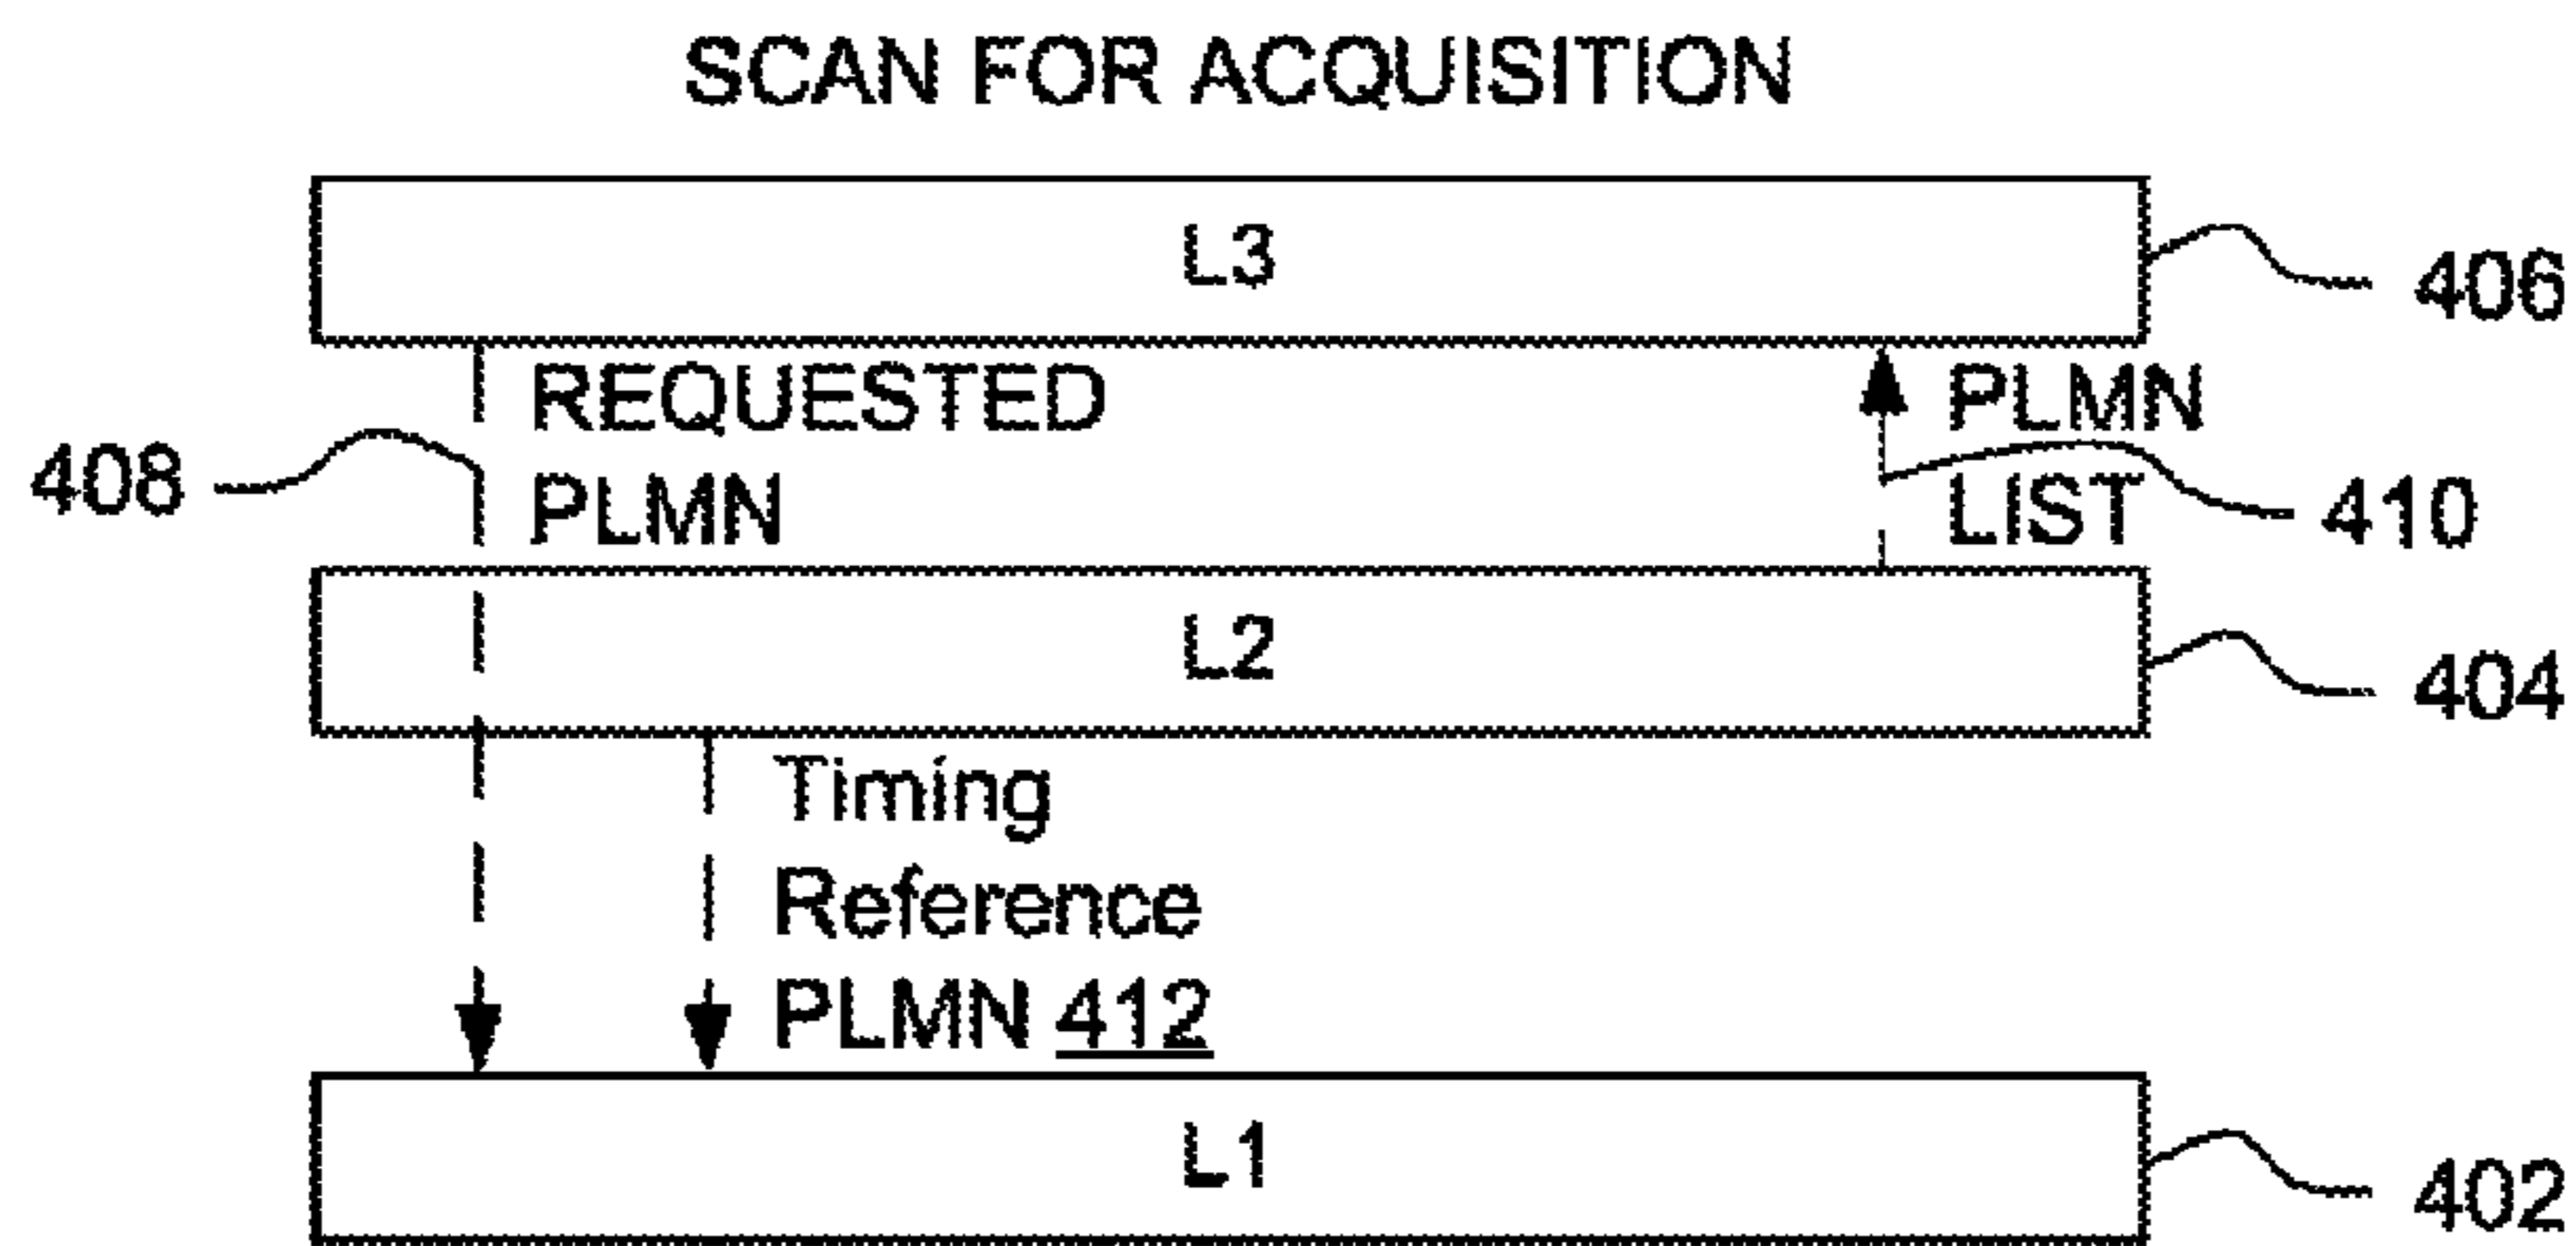 SCAN FOR ACQUISITION
L3
406
REQUESTED
PLMN
408
PLMN
LIST
410
L2
404
Timing
Reference
PLMN 412
L1
402